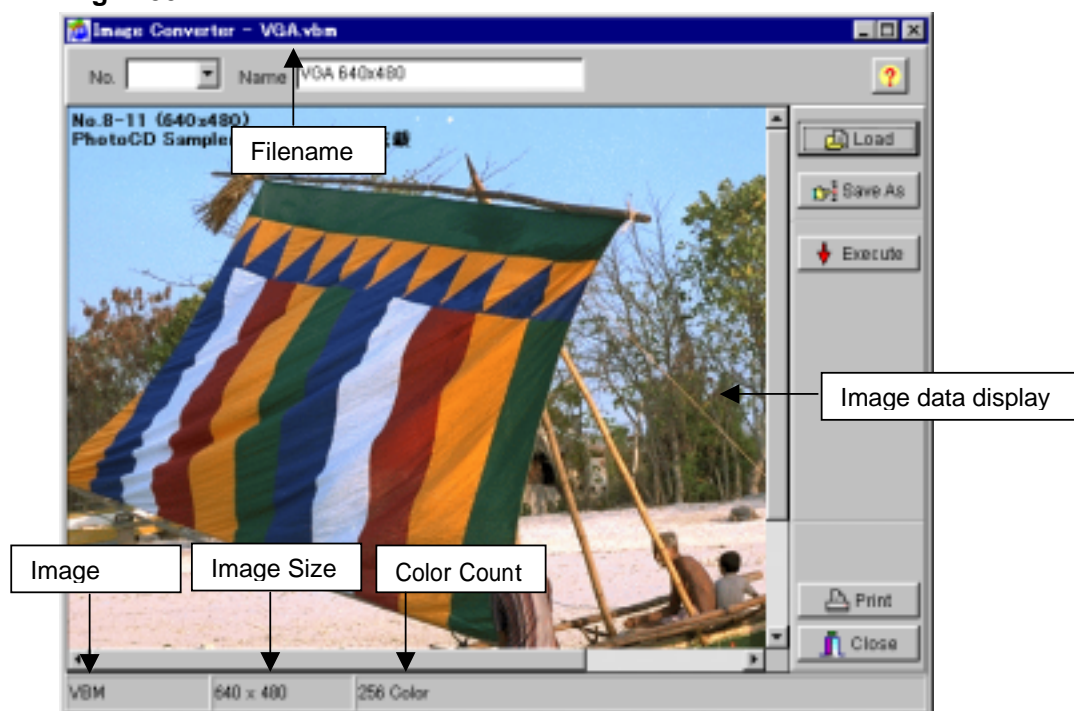 Image Converter - VGA.vbm
No.
Name VGA 640x480
No.8-11 (640x480)
PhotoCD Sample
Filename
Load
Save As
Execute
Image data display
Image
Image Size
Color Count
Print
Close
VBM
640 x 480
256 Color